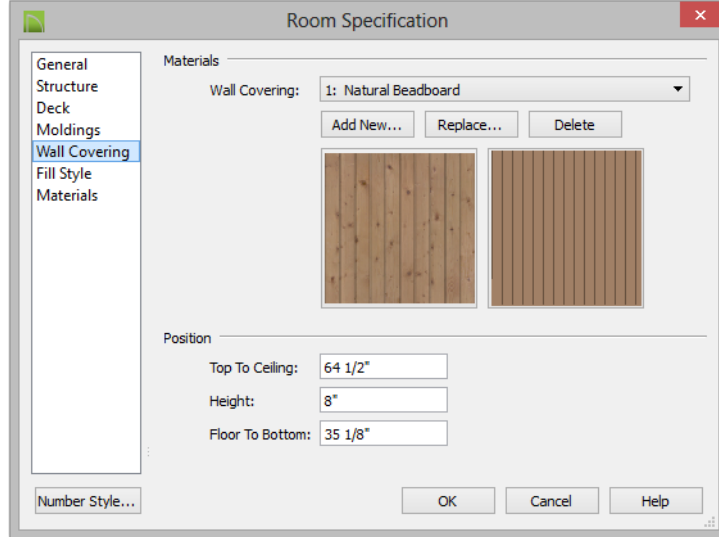 Room Specification
General
Structure
Deck
Moldings
Wall Covering
Fill Style
Materials
Materials
Wall Covering: 1: Natural Beadboard
Add New... Replace... Delete
Position
Top To Ceiling: 64 1/2"
Height: 8"
Floor To Bottom: 35 1/8"
Number Style... OK Cancel Help